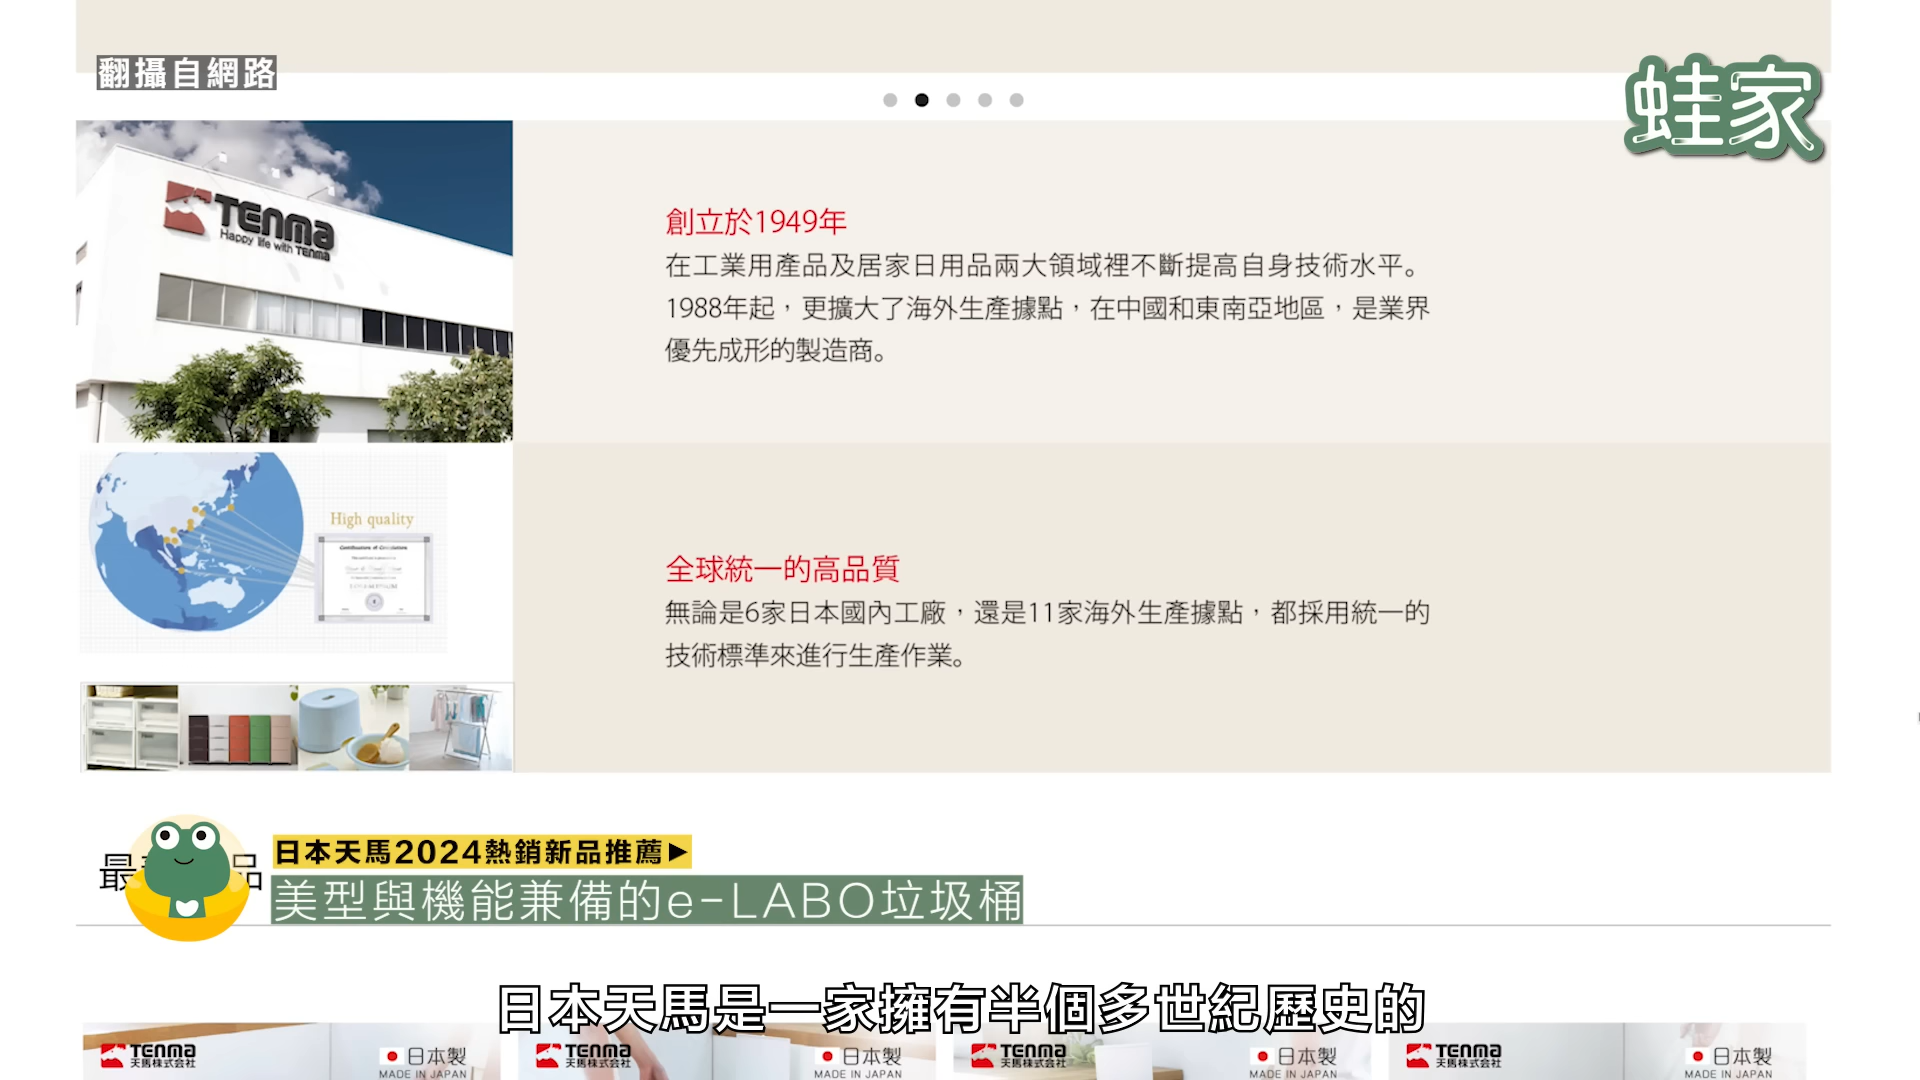 翻攝自網路
蛙家
TENMA
Happy life with TENMA
創立於1949年
在工業用產品及居家日用品兩大領域裡不斷提高自身技術水平。
1988年起，更擴大了海外生產據點，在中國和東南亞地區，是業界
優先成形的製造商。
High quality
全球統一的高品質
無論是6家日本國內工廠，還是11家海外生產據點，都採用統一的
技術標準來進行生產作業。
日本天馬2024熱銷新品推薦▶
最 品
美型與機能兼備的e-LABO垃圾桶
日本天馬是一家擁有半個多世紀歷史的
TENMA 天馬株式会社 日本製 MADE IN JAPAN
TENMA 天馬株式会社 日本製 MADE IN JAPAN
TENMA 天馬株式会社 日本製 MADE IN JAPAN
TENMA 天馬株式会社 日本製 MADE IN JAPAN